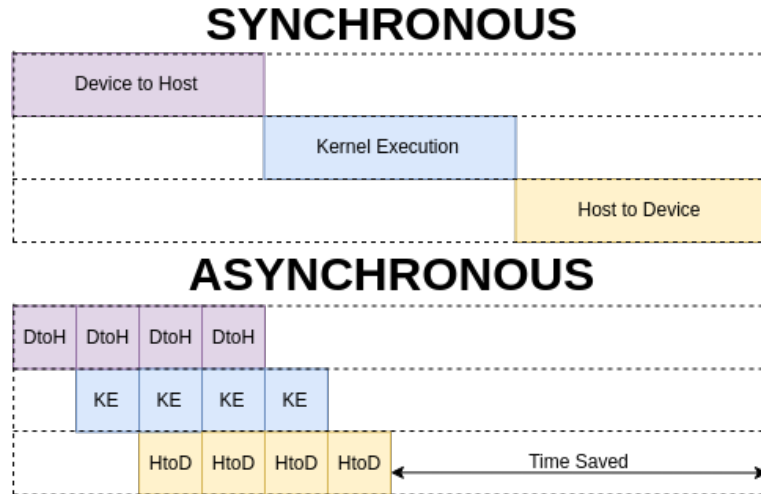 SYNCHRONOUS
Device to Host
Kernel Execution
Host to Device
ASYNCHRONOUS
DtoH DtoH DtoH DtoH
KE KE KE KE
HtoD HtoD HtoD HtoD Time Saved